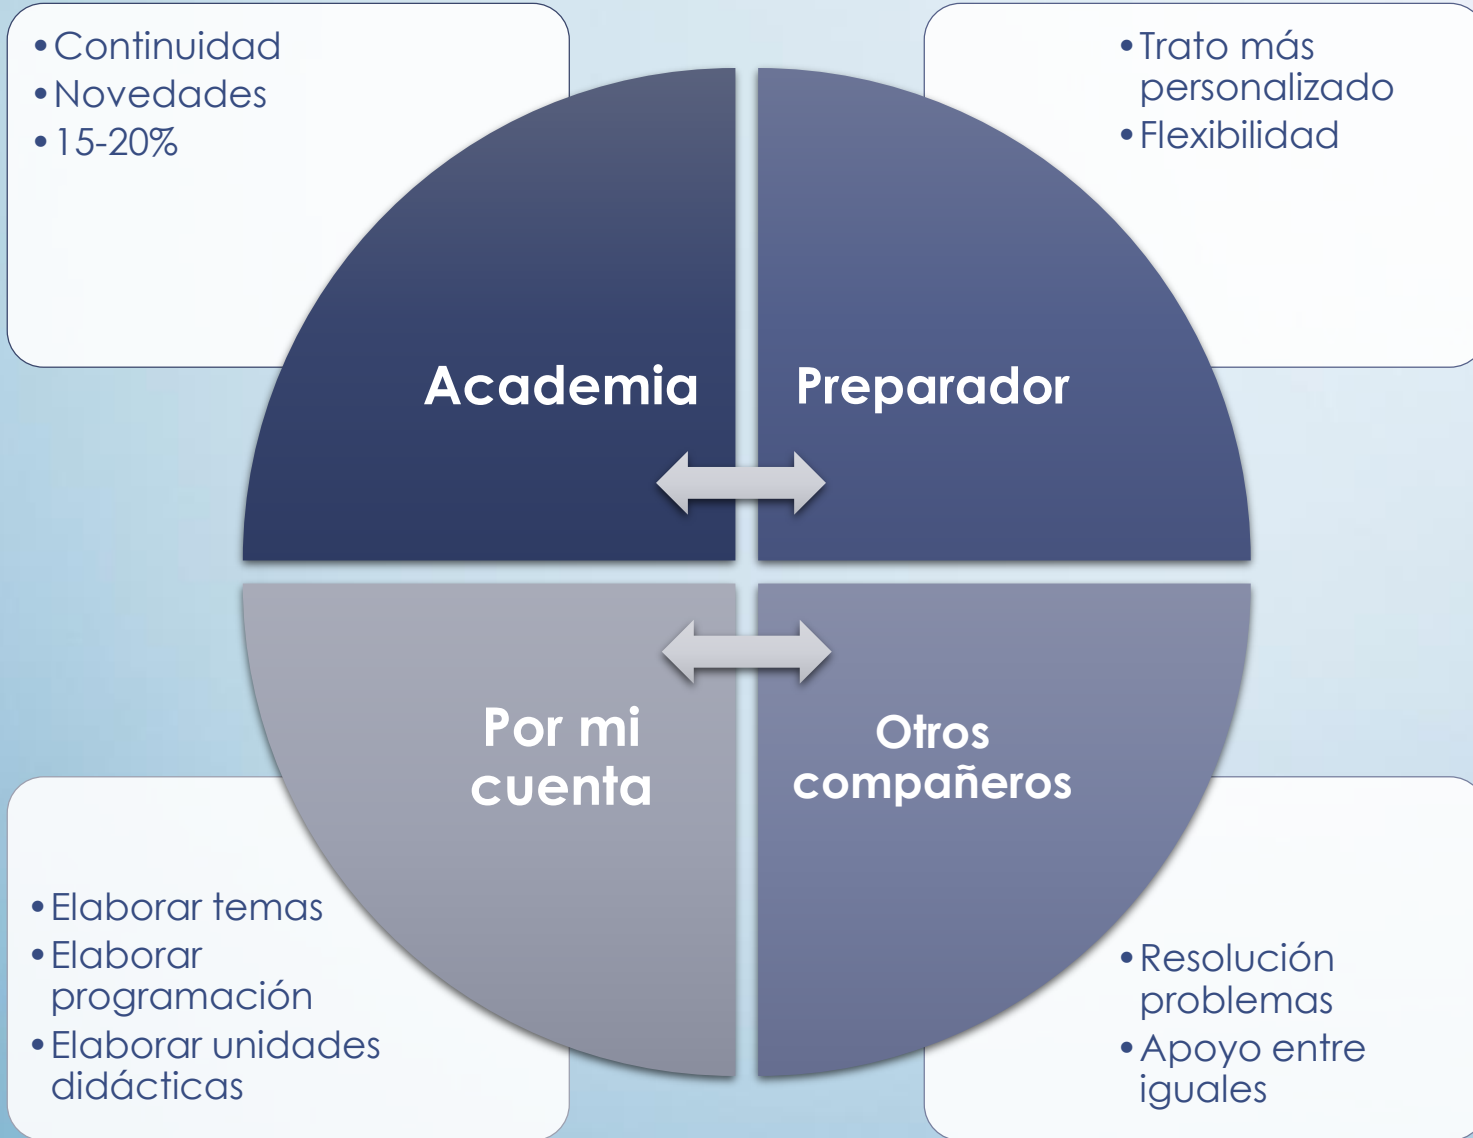 •Continuidad
•Novedades
•15-20%
•Trato más
personalizado
•Flexibilidad
Academia
Preparador
Por mi
cuenta
Otros
compañeros
•Elaborar temas
•Elaborar
programación
•Elaborar unidades
didácticas
•Resolución
problemas
•Apoyo entre
iguales